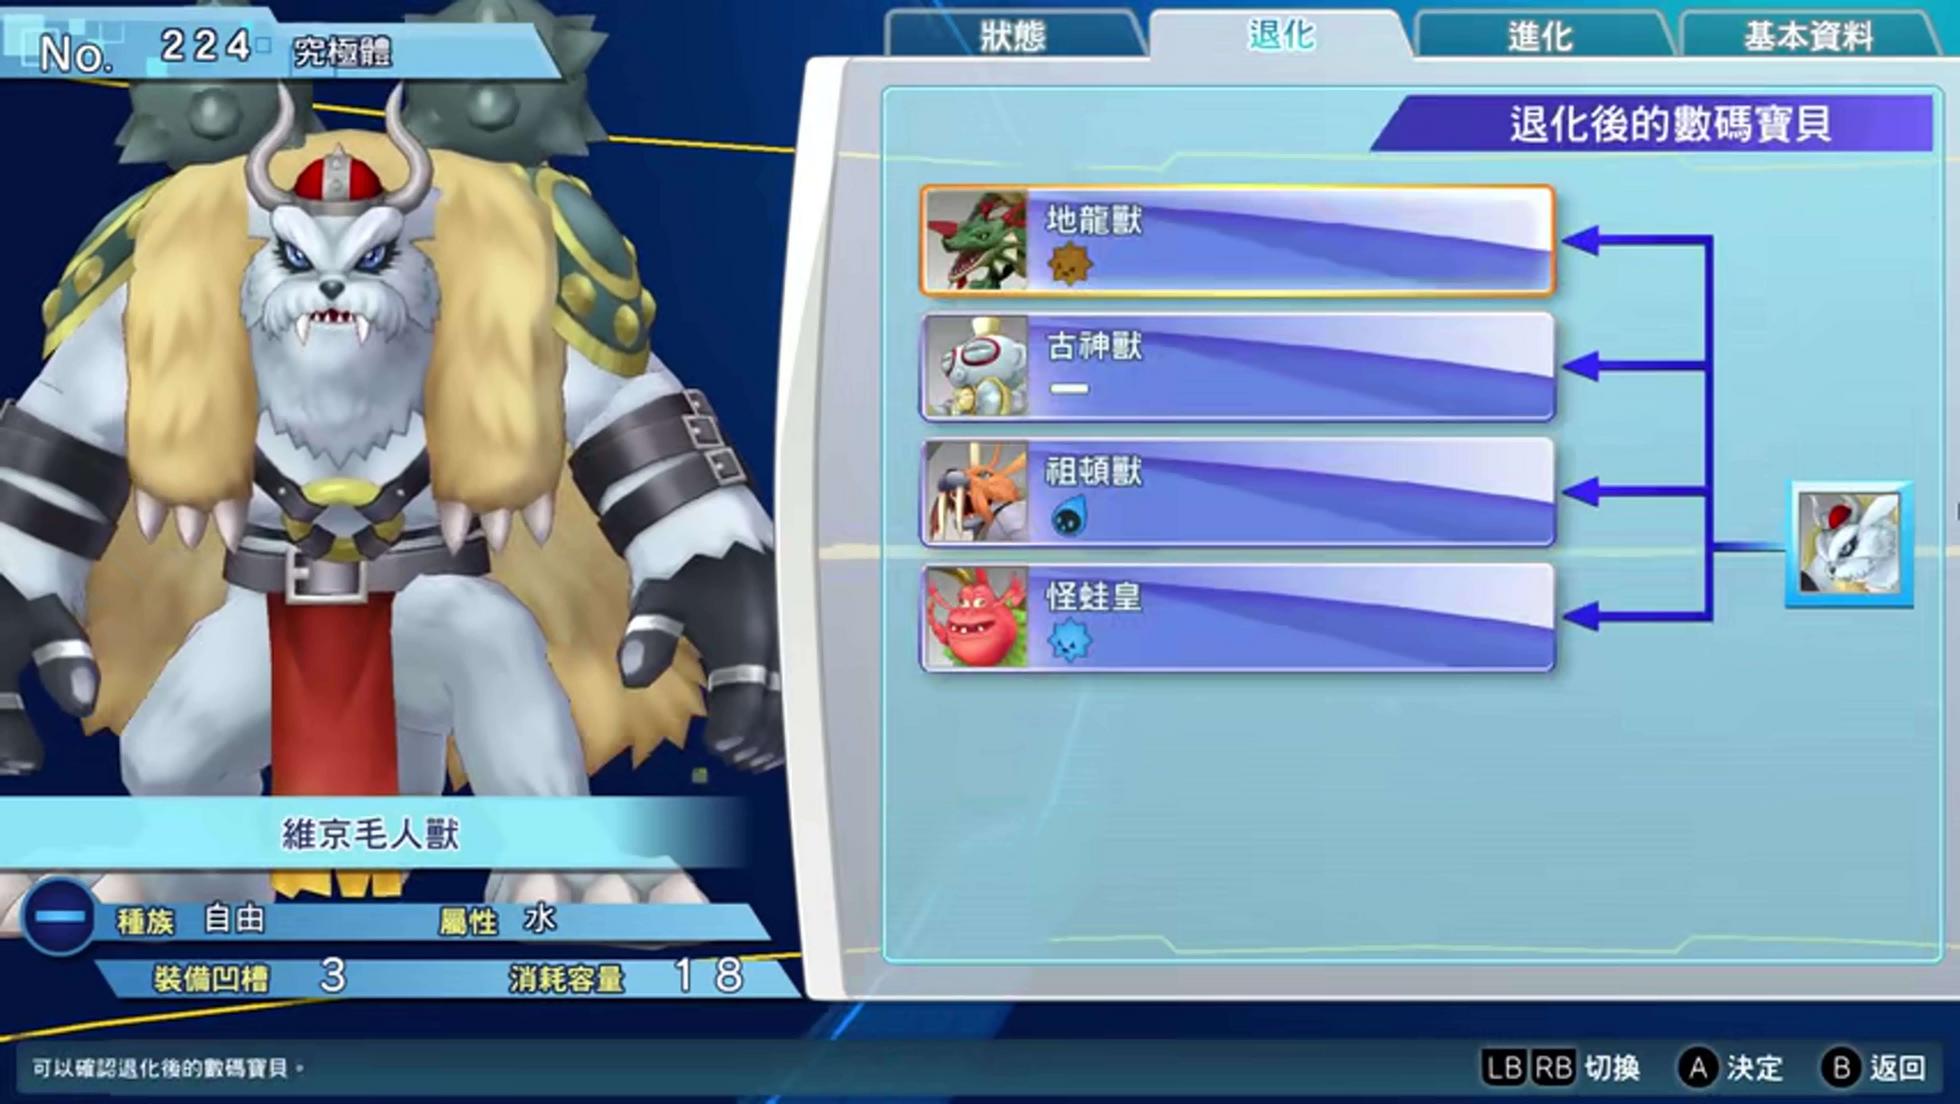 No. 224 究極體
狀態
退化
進化
基本資料
退化後的數碼寶貝
地龍獸
古神獸
祖頓獸
怪蛙皇
維京毛人獸
種族 自由 屬性 水
裝備凹槽 3 消耗容量 18
可以確認退化後的數碼寶貝。
LB RB 切換 A 決定 B 返回